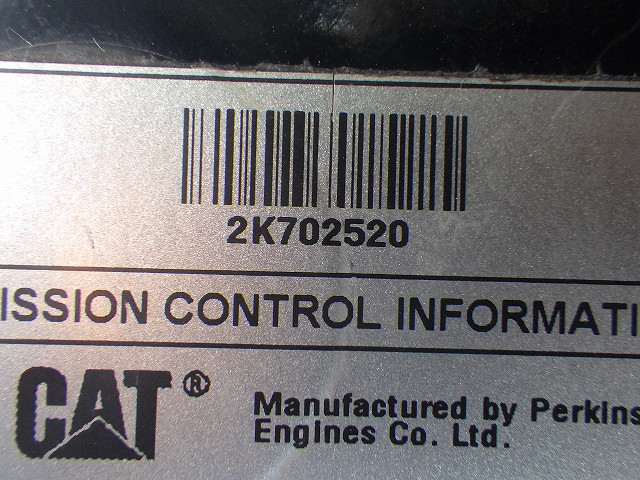 2K702520
ISSION CONTROL INFORMATI
CAT®
Manufactured by Perkins
Engines Co. Ltd.